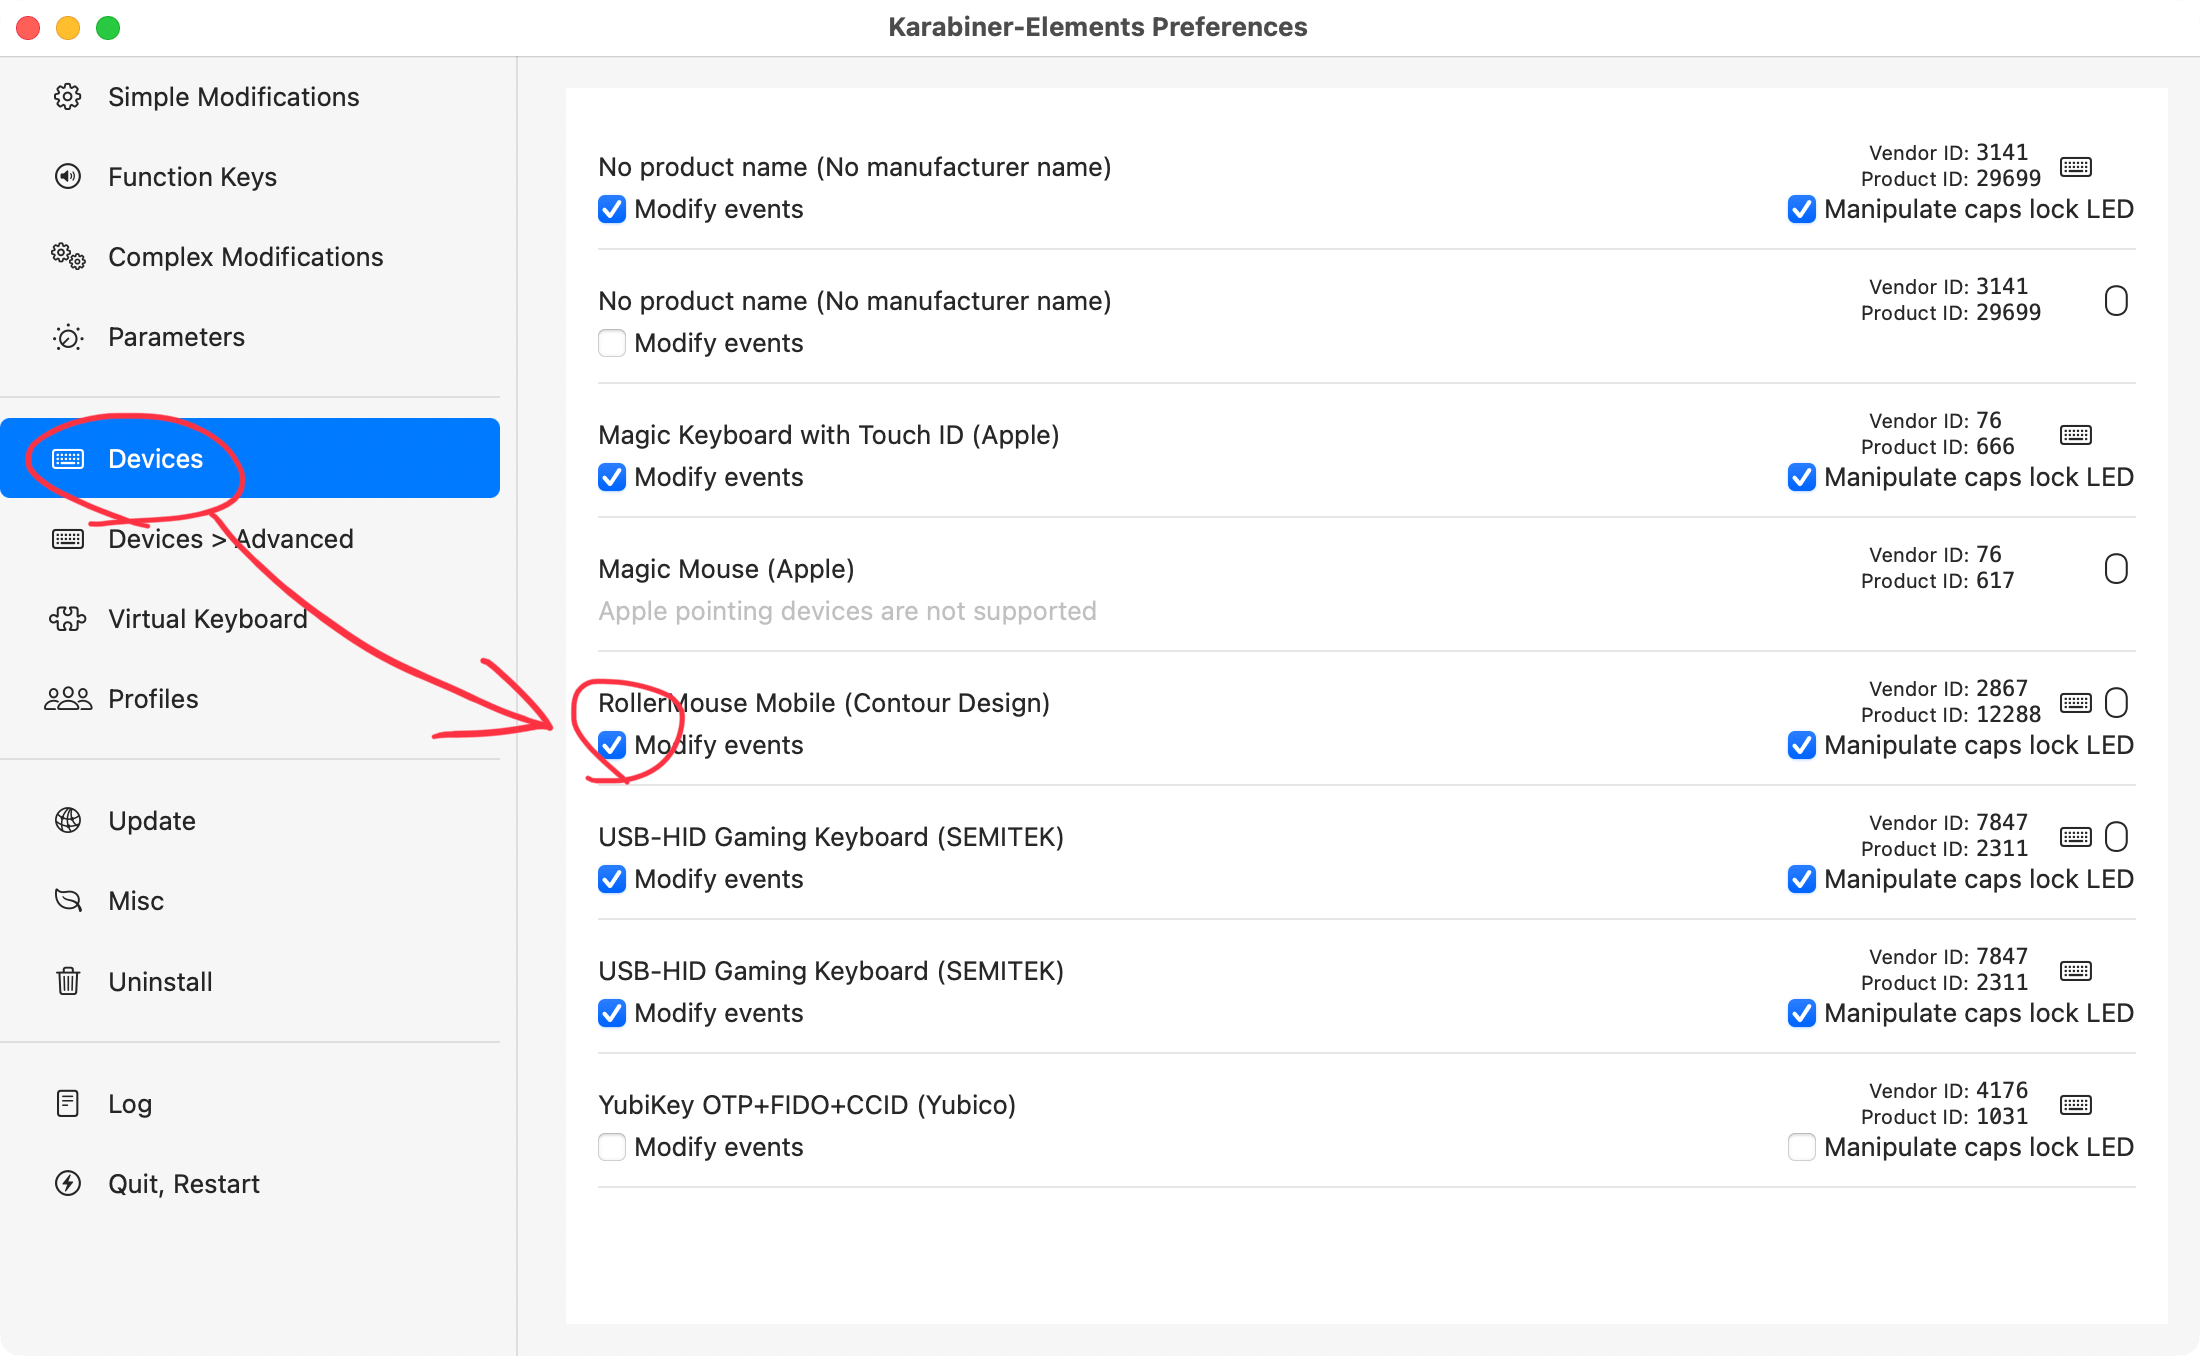 Karabiner-Elements Preferences
Simple Modifications
Function Keys
Complex Modifications
Parameters
Devices
Devices > Advanced
Virtual Keyboard
Profiles
Update
Misc
Uninstall
Log
Quit, Restart
No product name (No manufacturer name)
Vendor ID: 3141
Product ID: 29699
Modify events
Manipulate caps lock LED
No product name (No manufacturer name)
Vendor ID: 3141
Product ID: 29699
Modify events
Magic Keyboard with Touch ID (Apple)
Vendor ID: 76
Product ID: 666
Modify events
Manipulate caps lock LED
Magic Mouse (Apple)
Vendor ID: 76
Product ID: 617
Apple pointing devices are not supported
RollerMouse Mobile (Contour Design)
Vendor ID: 2867
Product ID: 12288
Modify events
Manipulate caps lock LED
USB-HID Gaming Keyboard (SEMITEK)
Vendor ID: 7847
Product ID: 2311
Modify events
Manipulate caps lock LED
USB-HID Gaming Keyboard (SEMITEK)
Vendor ID: 7847
Product ID: 2311
Modify events
Manipulate caps lock LED
YubiKey OTP+FIDO+CCID (Yubico)
Vendor ID: 4176
Product ID: 1031
Modify events
Manipulate caps lock LED